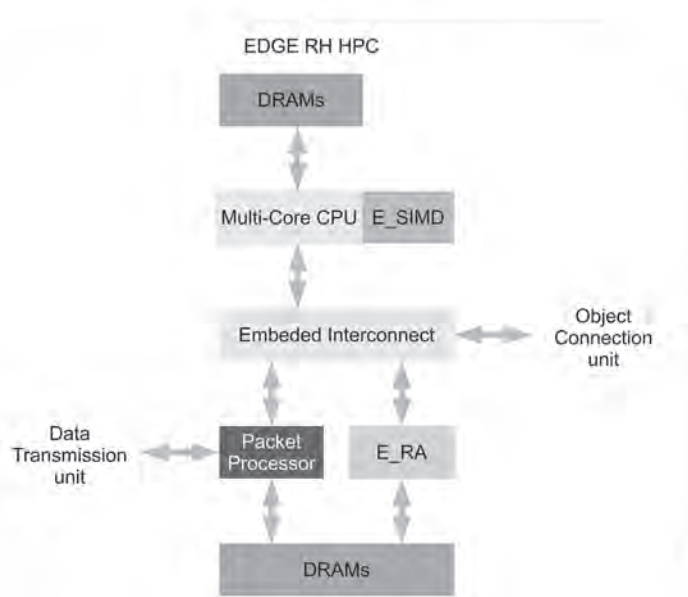 EDGE RH HPC
DRAMs
Multi-Core CPU
E_SIMD
Embeded Interconnect
Object
Connection
unit
Data
Transmission
unit
Packet
Processor
E_RA
DRAMs